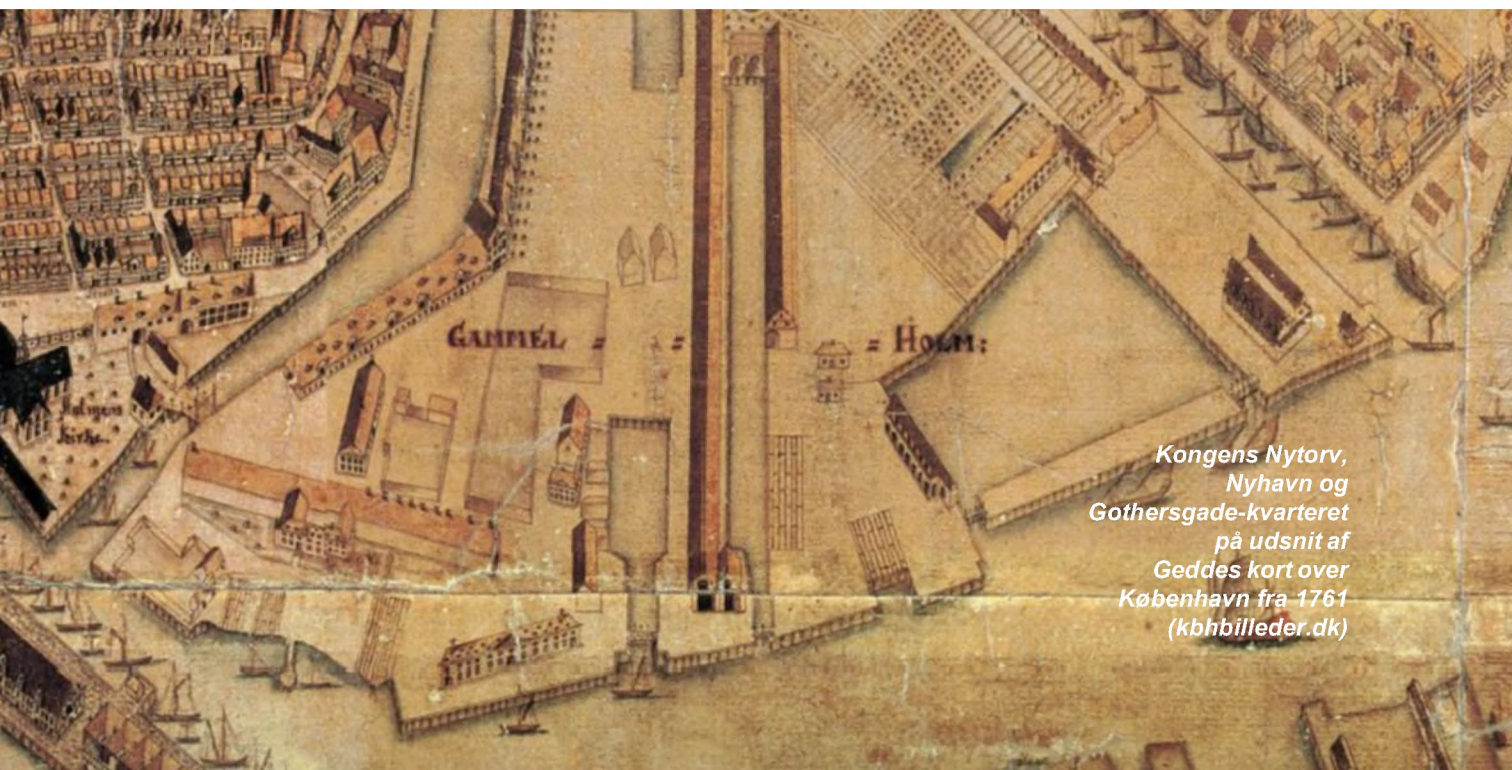 GAMMEL = = = HOLM:
Holmens
Kirke.
Kongens Nytorv,
Nyhavn og
Gothersgade-kvarteret
på udsnit af
Geddes kort over
København fra 1761
(kbhbilleder.dk)